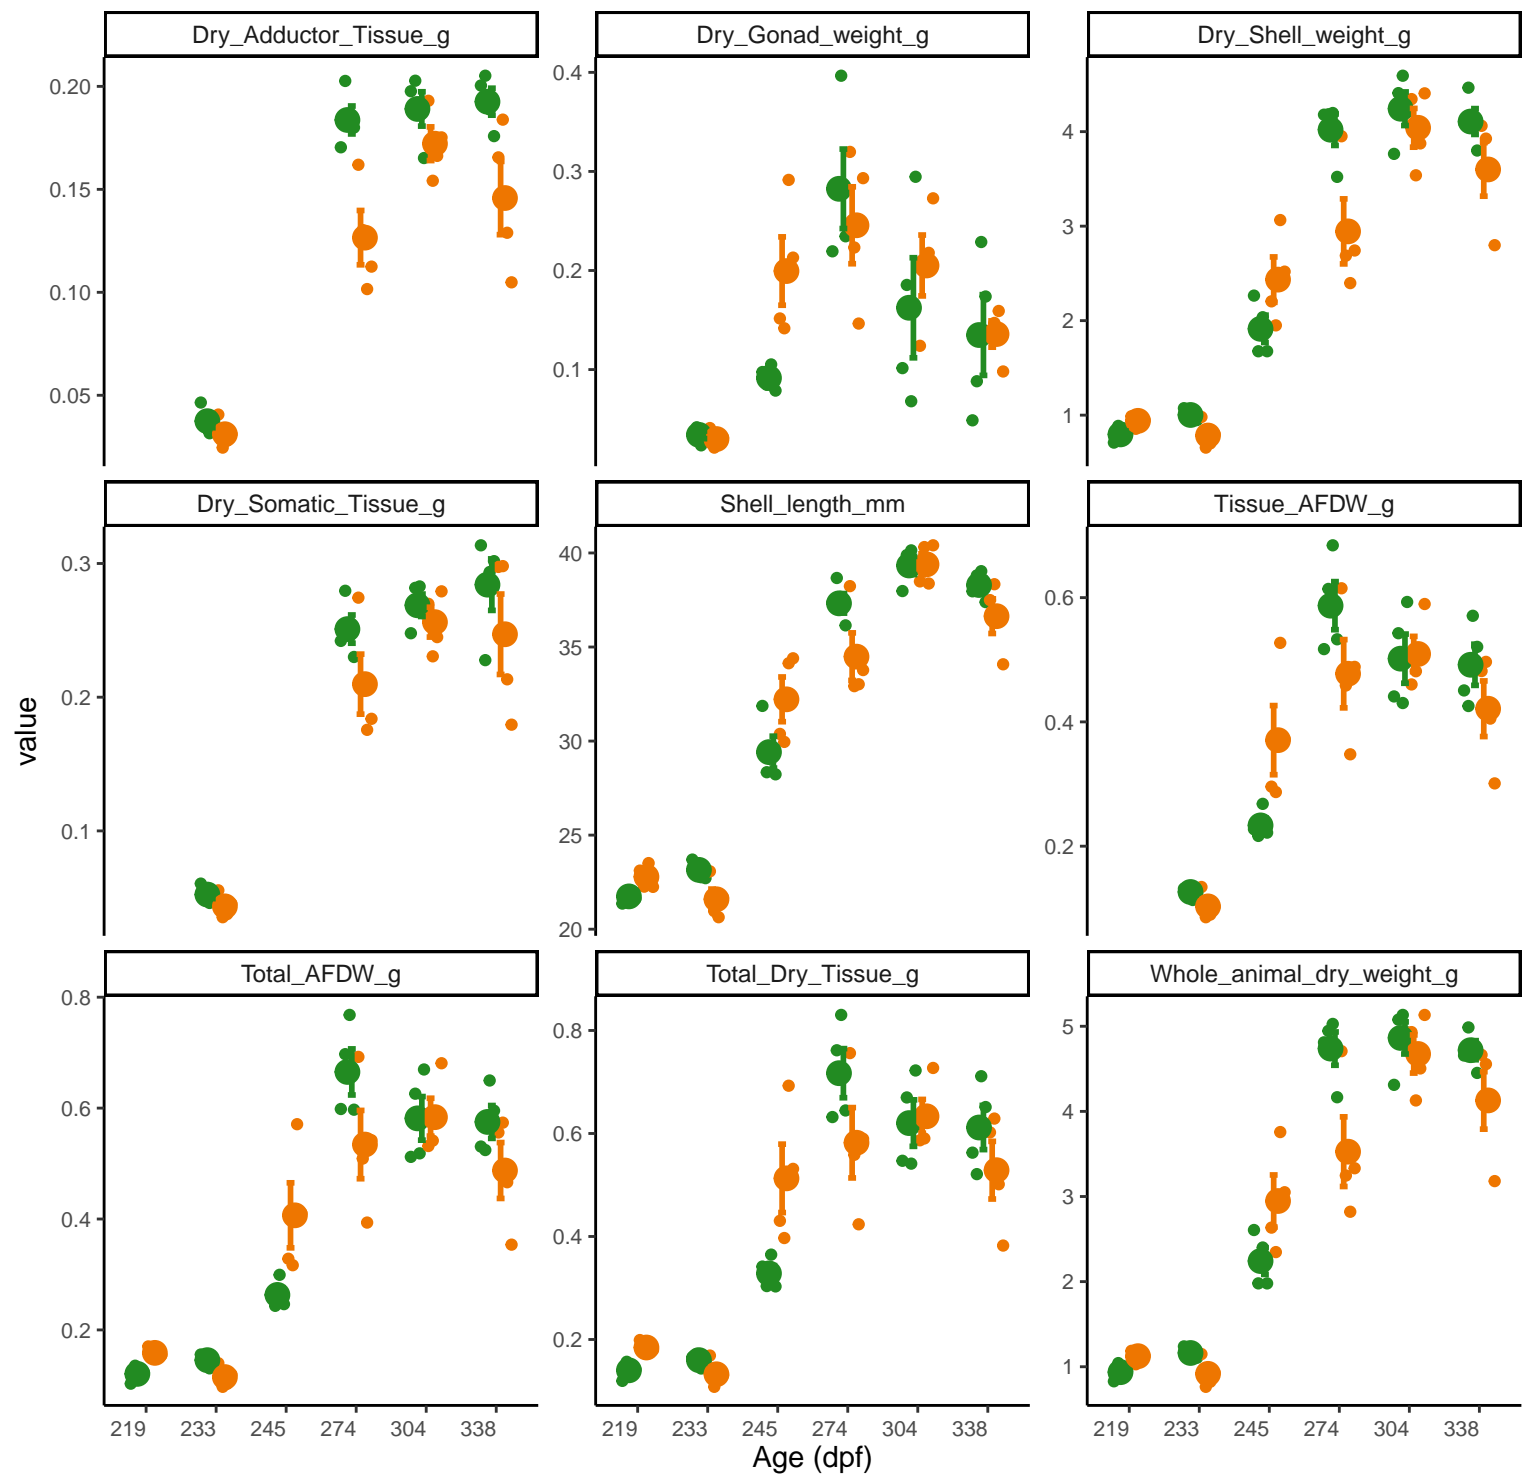 Dry_Adductor_Tissue_g
Dry_Gonad_weight_g
Dry_Shell_weight_g
0.20
0.15
0.10
0.05
0.4
0.3
0.2
0.1
4
3
2
1
Dry_Somatic_Tissue_g
Shell_length_mm
Tissue_AFDW_g
0.3
0.2
0.1
40
35
30
25
20
0.6
0.4
0.2
value
Total_AFDW_g
Total_Dry_Tissue_g
Whole_animal_dry_weight_g
0.8
0.6
0.4
0.2
0.8
0.6
0.4
0.2
5
4
3
2
1
219 233 245 274 304 338
219 233 245 274 304 338
219 233 245 274 304 338
Age (dpf)